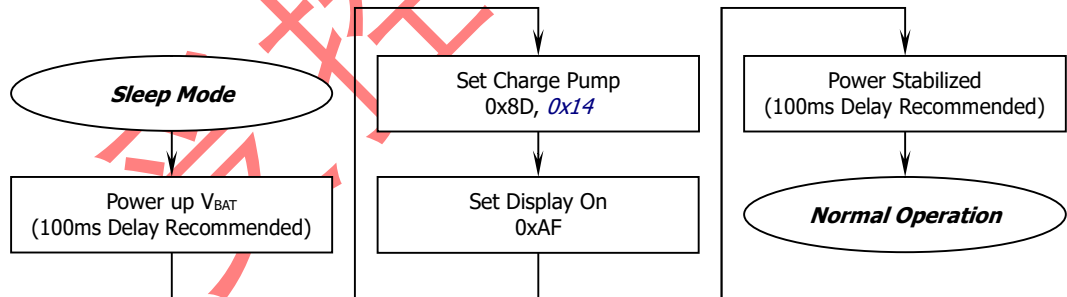 Sleep Mode
Power up VBAT
(100ms Delay Recommended)
Set Charge Pump
0x8D, 0x14
Set Display On
0xAF
Power Stabilized
(100ms Delay Recommended)
Normal Operation